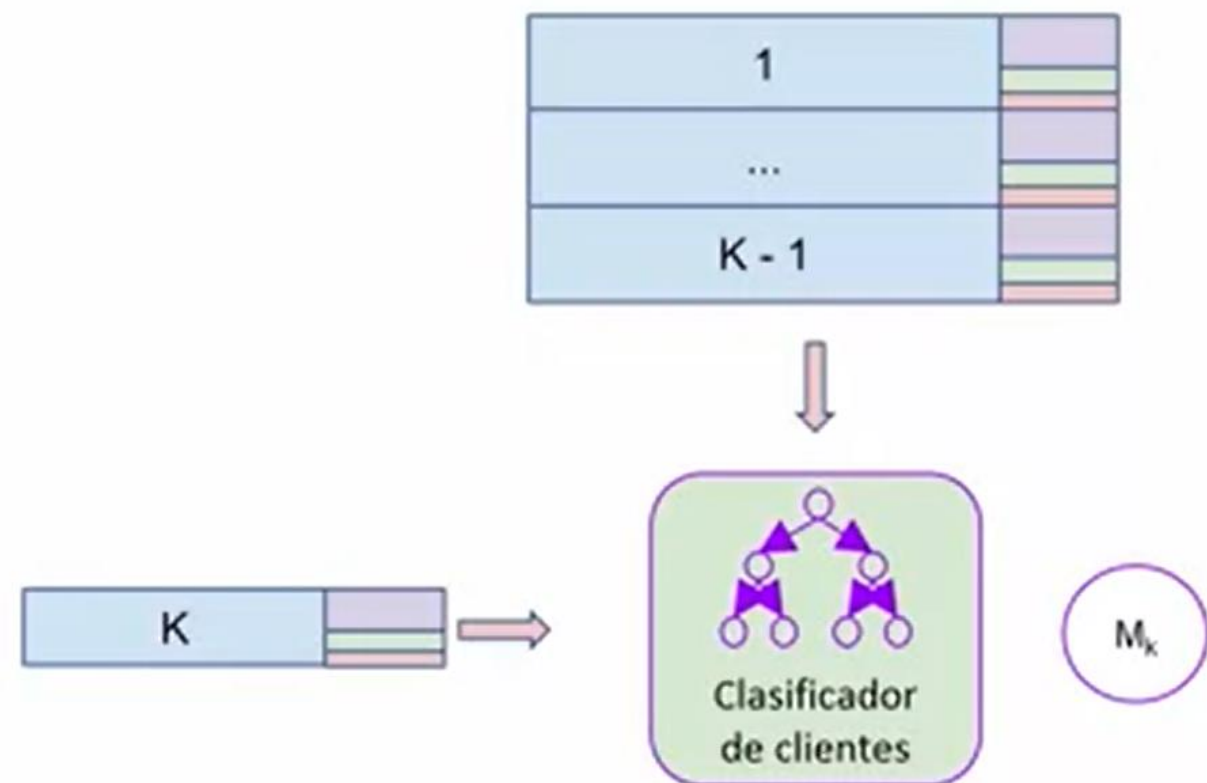 1
...
K - 1
K
Clasificador
de clientes
Mₖ